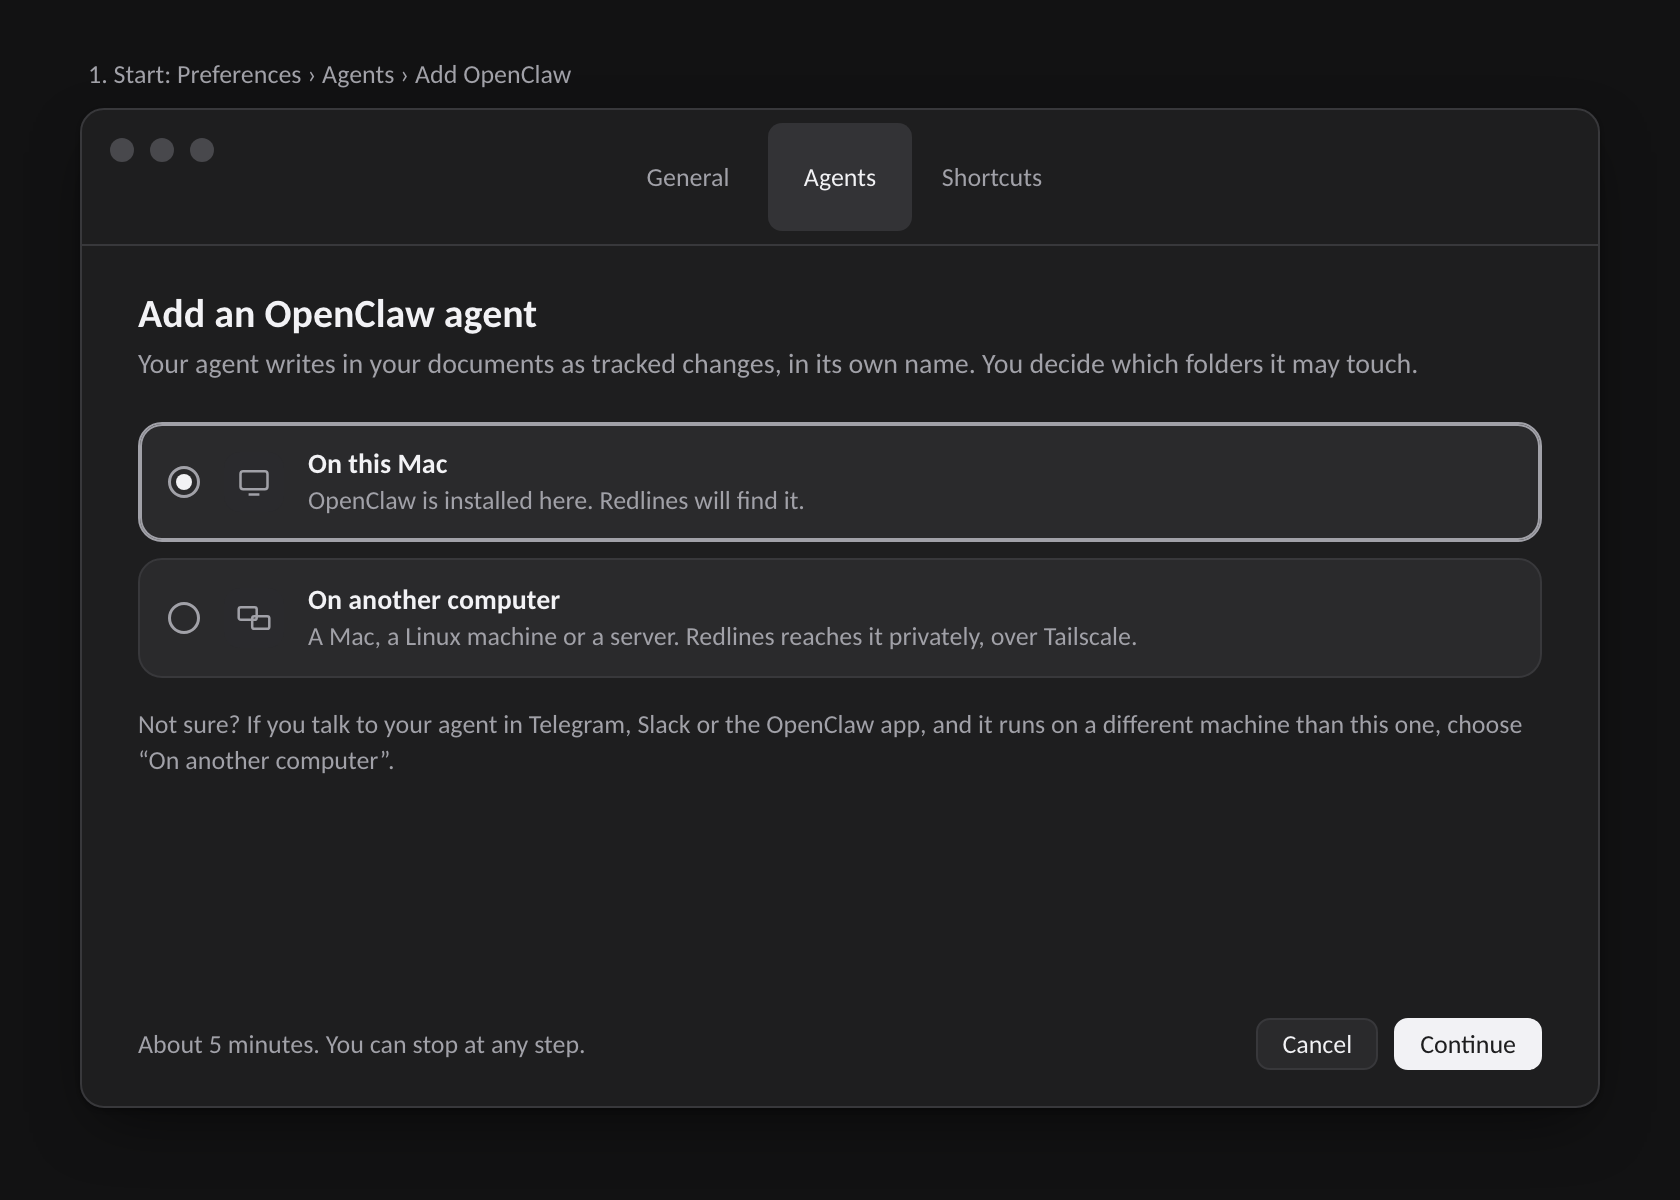 1. Start: Preferences › Agents › Add OpenClaw
General
Agents
Shortcuts
Add an OpenClaw agent
Your agent writes in your documents as tracked changes, in its own name. You decide which folders it may touch.
On this Mac
OpenClaw is installed here. Redlines will find it.
On another computer
A Mac, a Linux machine or a server. Redlines reaches it privately, over Tailscale.
Not sure? If you talk to your agent in Telegram, Slack or the OpenClaw app, and it runs on a different machine than this one, choose
“On another computer”.
About 5 minutes. You can stop at any step.
Cancel
Continue